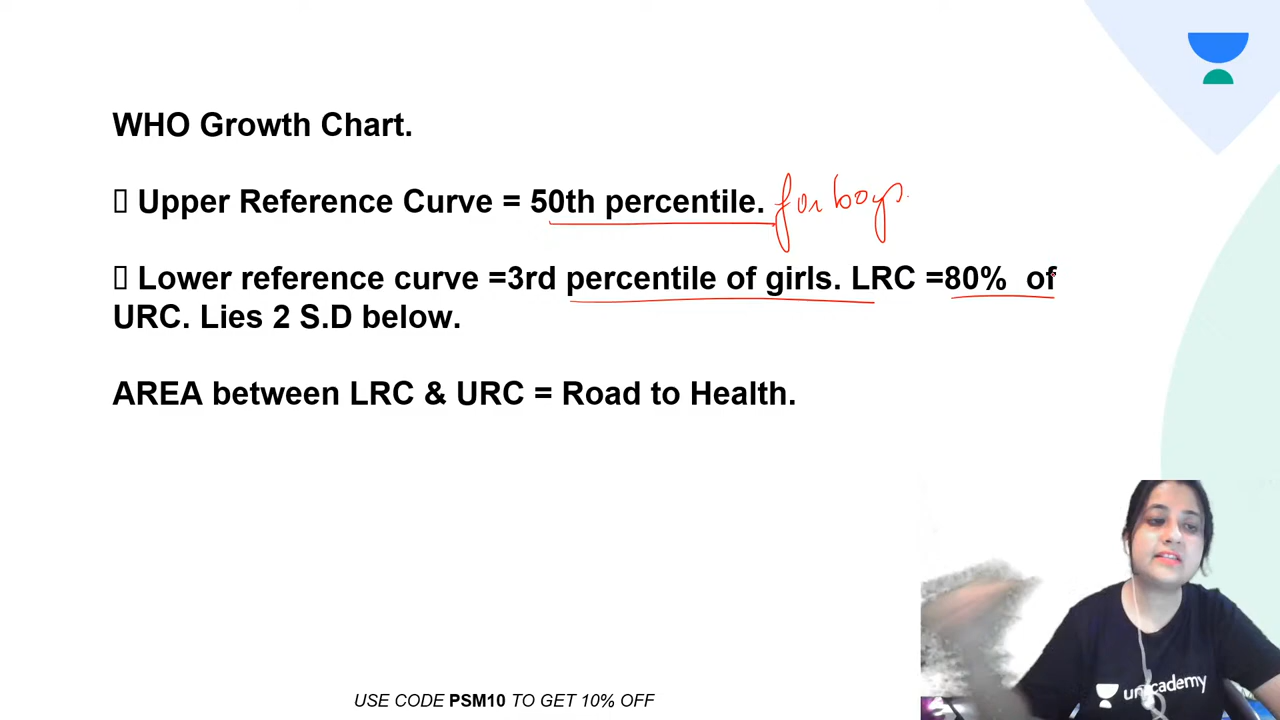 WHO Growth Chart.
Upper Reference Curve = 50th percentile. for boys.
Lower reference curve =3rd percentile of girls. LRC =80% of
URC. Lies 2 S.D below.
AREA between LRC & URC = Road to Health.
unacademy
USE CODE PSM10 TO GET 10% OFF